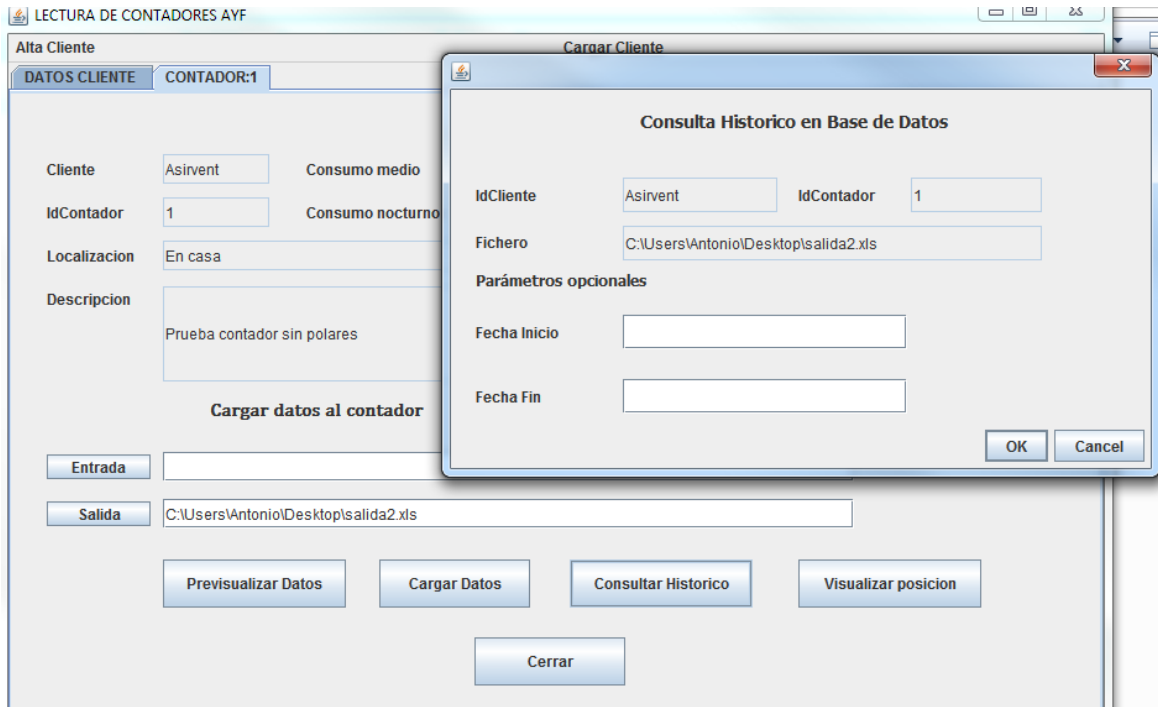 LECTURA DE CONTADORES AYF
Alta Cliente
Cargar Cliente
DATOS CLIENTE
CONTADOR:1
Cliente
Asirvent
Consumo medio
IdContador
1
Consumo nocturno
Localizacion
En casa
Descripcion
Prueba contador sin polares
Cargar datos al contador
Entrada
Salida
C:\Users\Antonio\Desktop\salida2.xls
Previsualizar Datos
Cargar Datos
Consultar Historico
Visualizar posicion
Cerrar
Consulta Historico en Base de Datos
IdCliente
Asirvent
IdContador
1
Fichero
C:\Users\Antonio\Desktop\salida2.xls
Parámetros opcionales
Fecha Inicio
Fecha Fin
OK
Cancel